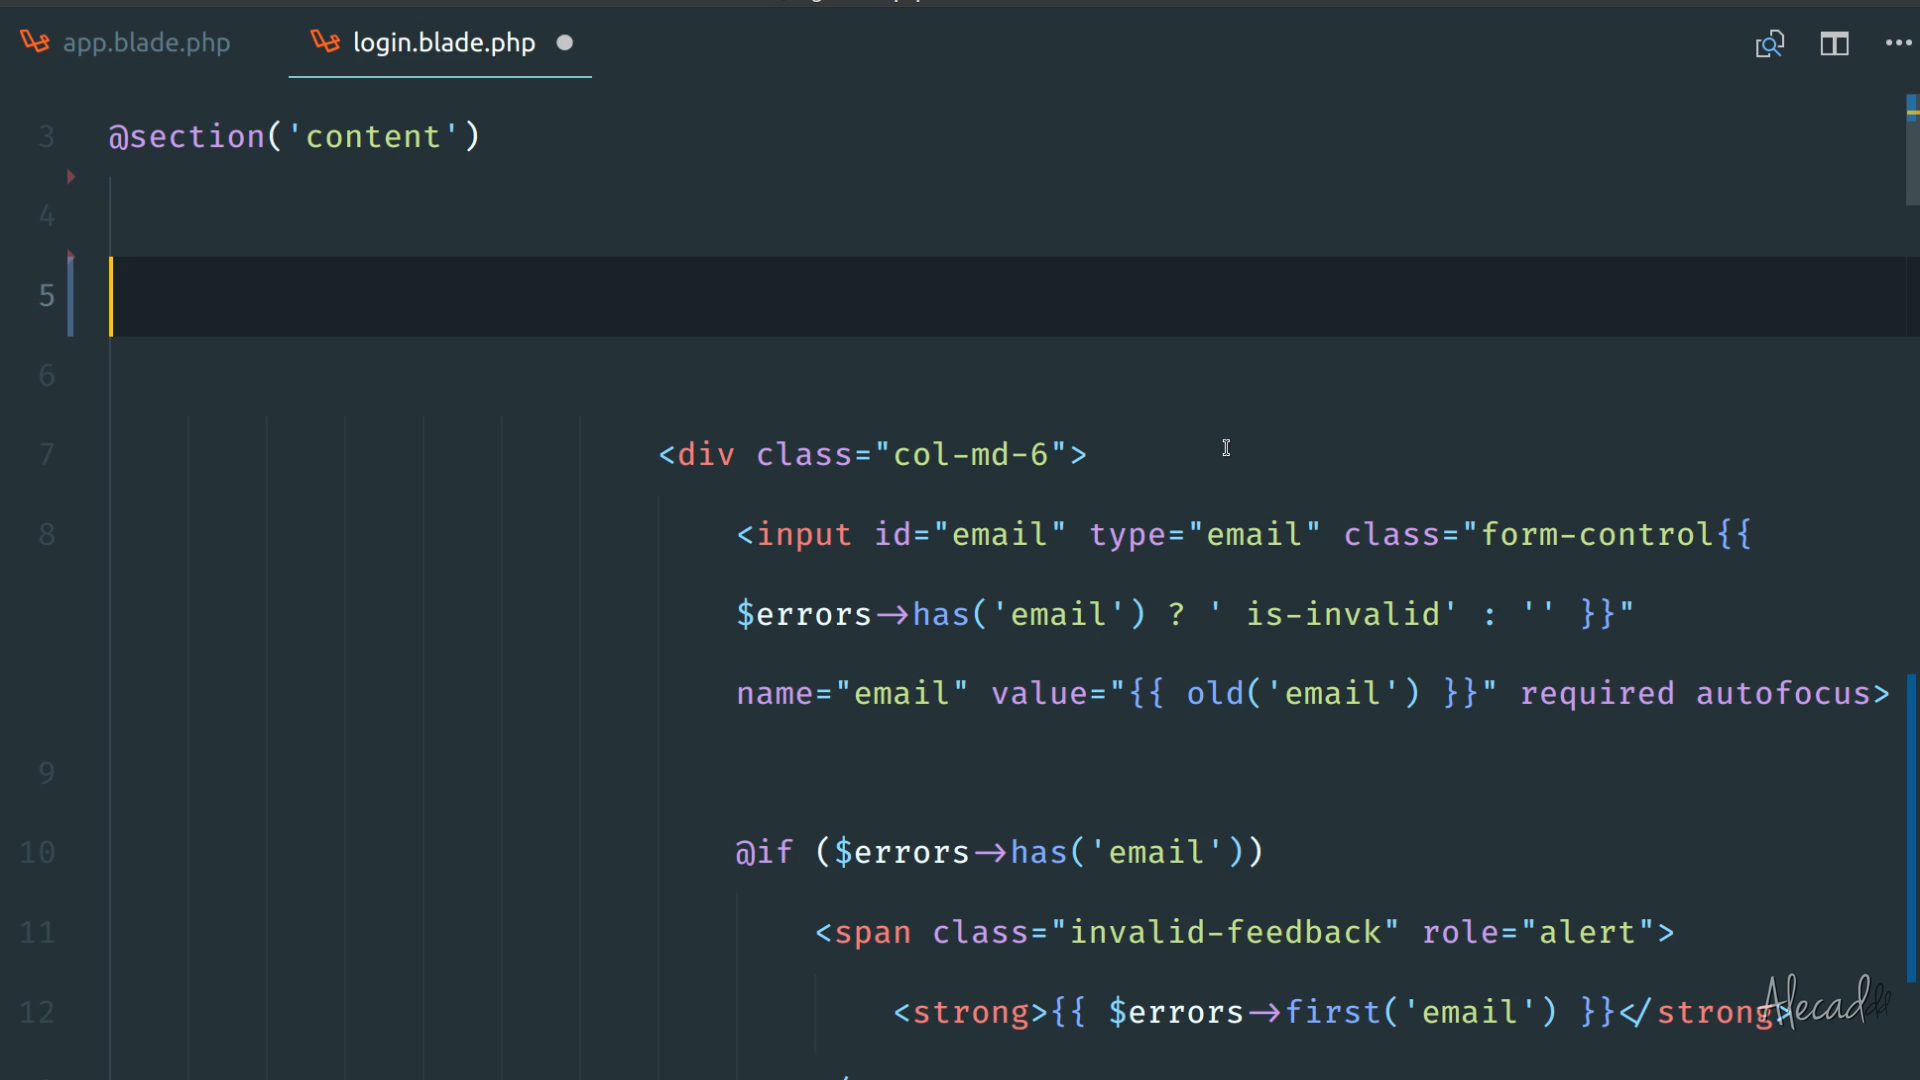 app.blade.php login.blade.php
3 @section('content')
4
5
6
7 <div class="col-md-6">
8 <input id="email" type="email" class="form-control{{
$errors->has('email') ? ' is-invalid' : '' }}"
name="email" value="{{ old('email') }}" required autofocus>
9
10 @if ($errors->has('email'))
11 <span class="invalid-feedback" role="alert">
12 <strong>{{ $errors->first('email') }}</strong>
Alecaddd